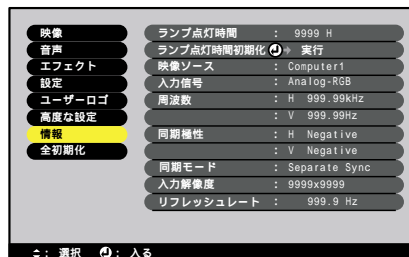 映像
音声
エフェクト
設定
ユーザーロゴ
高度な設定
情報
全初期化
ランプ点灯時間 : 9999 H
ランプ点灯時間初期化 実行
映像ソース : Computer1
入力信号 : Analog-RGB
周波数 : H 999.99kHz
: V 999.99Hz
同期極性 : H Negative
: V Negative
同期モード : Separate Sync
入力解像度 : 9999x9999
リフレッシュレート : 999.9 Hz
: 選択 : 入る